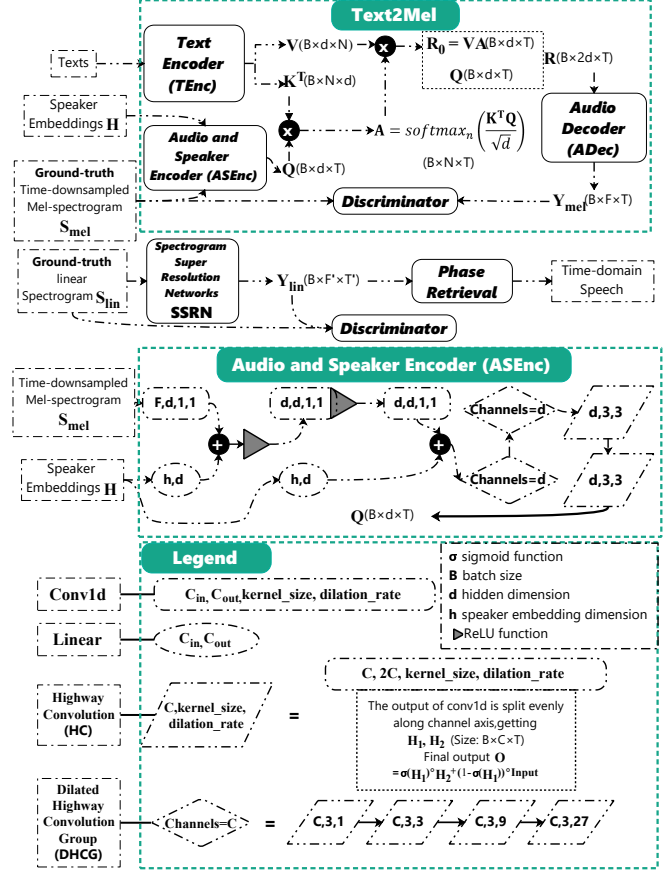 Text2Mel
Texts
Text
Encoder
(TEnc)
V(B×d×N)
K^T(B×N×d)
x
x
R₀ = VA(B×d×T)
Q(B×d×T)
R(B×2d×T)
Speaker
Embeddings H
Audio and
Speaker
Encoder (ASEnc)
Q(B×d×T)
A = softmaxₙ (K^T Q / √d)
(B×N×T)
Audio
Decoder
(ADec)
Ground-truth
Time-downsampled
Mel-spectrogram
S_mel
Discriminator
Y_mel(B×F×T)
Ground-truth
linear
Spectrogram S_lin
Spectrogram
Super
Resolution
Networks
SSRN
Y_lin(B×F'×T')
Phase
Retrieval
Time-domain
Speech
Discriminator
Audio and Speaker Encoder (ASEnc)
Time-downsampled
Mel-spectrogram
S_mel
F,d,1,1
d,d,1,1
d,d,1,1
Channels=d
d,3,3
+
+
Speaker
Embeddings H
h,d
h,d
Channels=d
d,3,3
Q(B×d×T)
Legend
σ sigmoid function
B batch size
d hidden dimension
h speaker embedding dimension
ReLU function
Conv1d
C_in, C_out,kernel_size, dilation_rate
Linear
C_in,C_out
Highway
Convolution
(HC)
C,kernel_size,
dilation_rate
=
C, 2C, kernel_size, dilation_rate
The output of conv1d is split evenly
along channel axis,getting
H₁, H₂ (Size: B×C×T)
Final output O
=σ(H₁)°H₂+(1-σ(H₁))°Input
Dilated
Highway
Convolution
Group
(DHCG)
Channels=C
=
C,3,1
C,3,3
C,3,9
C,3,27